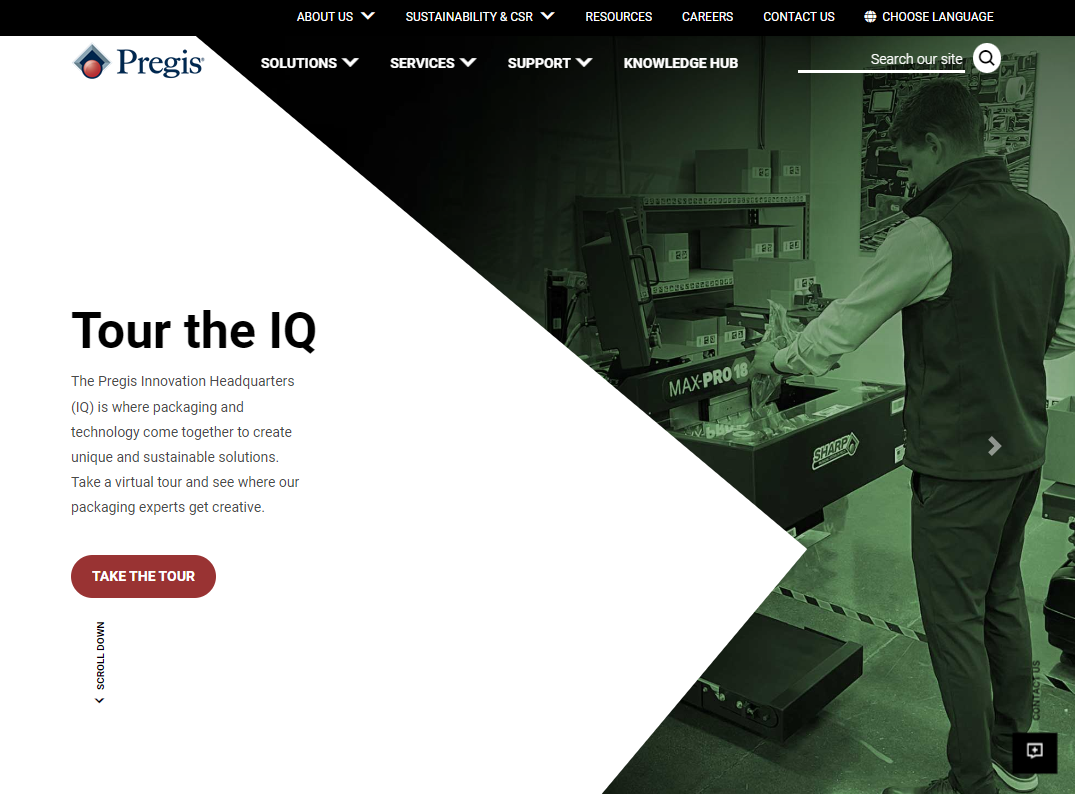 ABOUT US
SUSTAINABILITY & CSR
RESOURCES
CAREERS
CONTACT US
CHOOSE LANGUAGE
Pregis
SOLUTIONS
SERVICES
SUPPORT
KNOWLEDGE HUB
Search our site
Tour the IQ
The Pregis Innovation Headquarters
(IQ) is where packaging and
technology come together to create
unique and sustainable solutions.
Take a virtual tour and see where our
packaging experts get creative.
TAKE THE TOUR
SCROLL DOWN
MAX-PRO 18
SHARP
CONTACT US